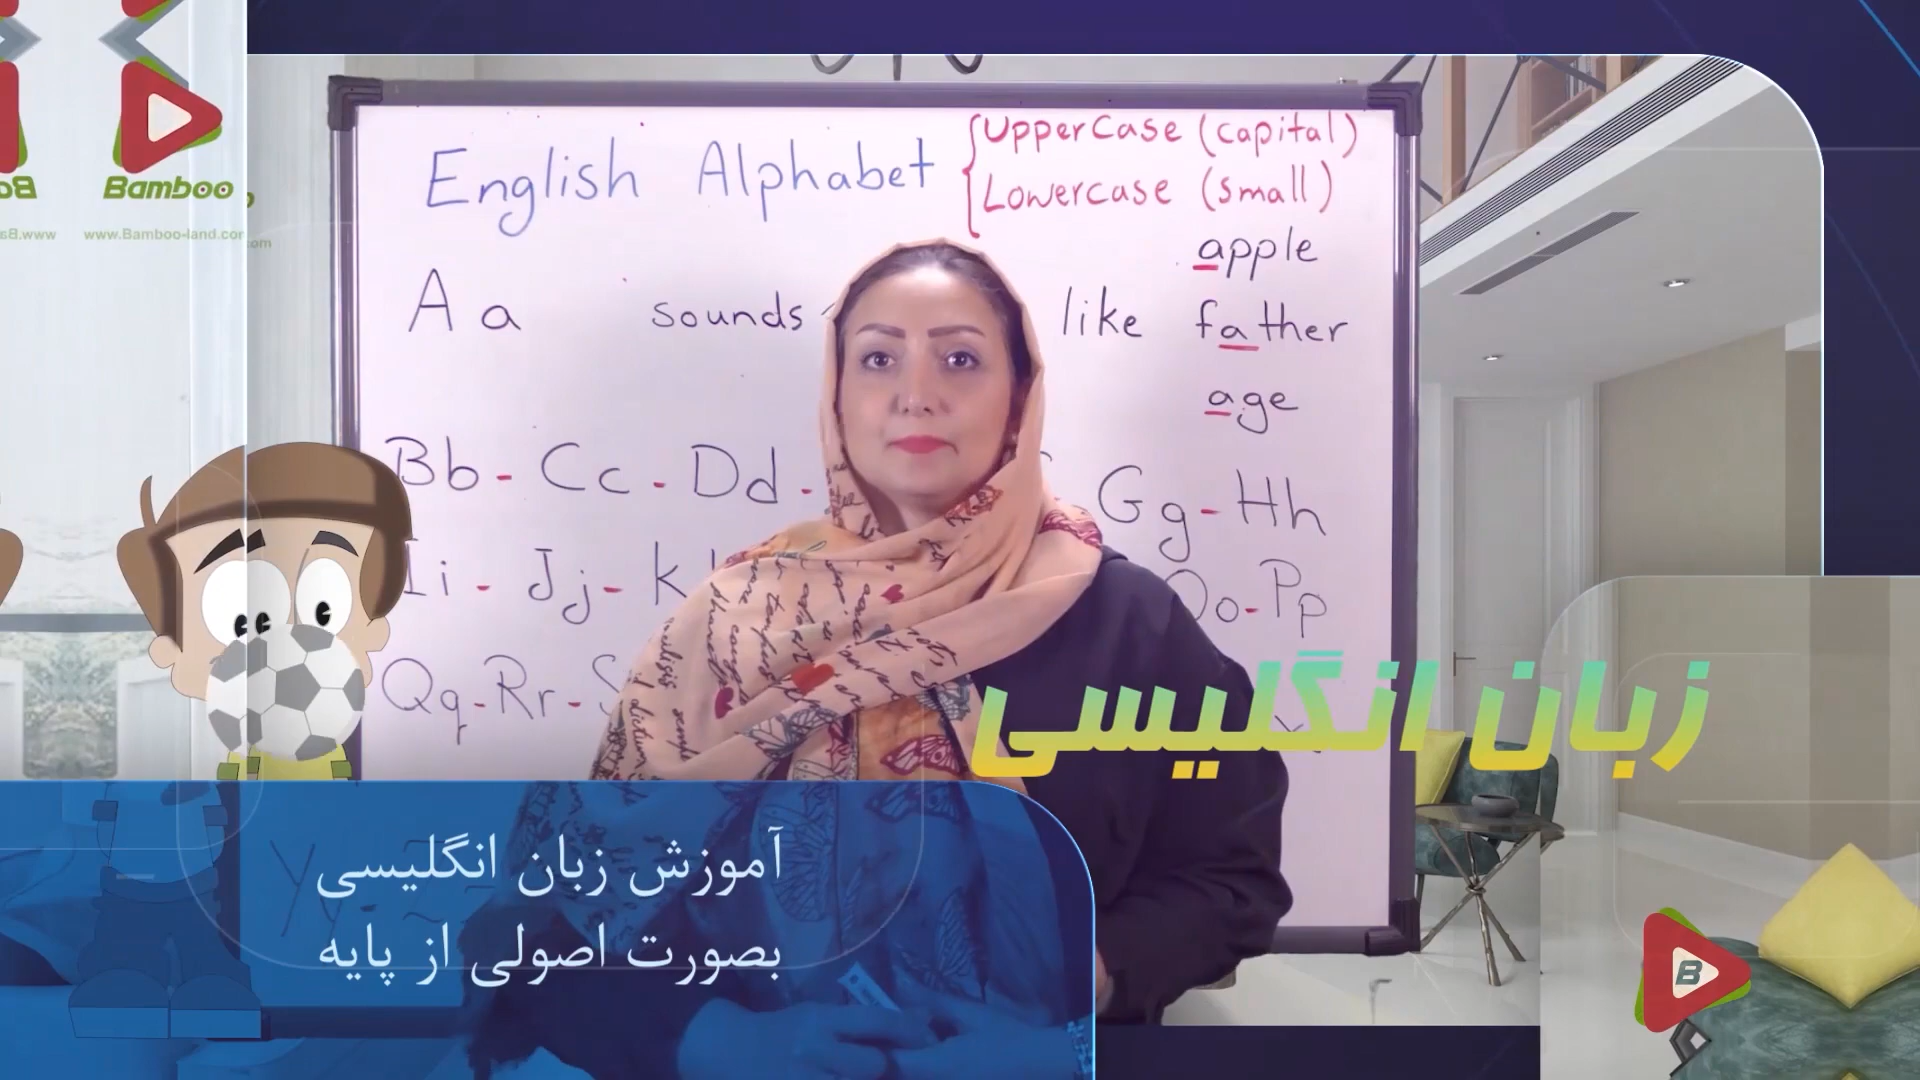 Bamboo
www.Bamboo-land.com
English Alphabet
UpperCase (capital)
Lowercase (small)
apple
A a sounds like father
age
Bb - Cc - Dd - Gg - Hh
Ii - Jj - K Oo - Pp
Qq - Rr - S
زبان انگلیسی
آموزش زبان انگلیسی
بصورت اصولی از پایه
B